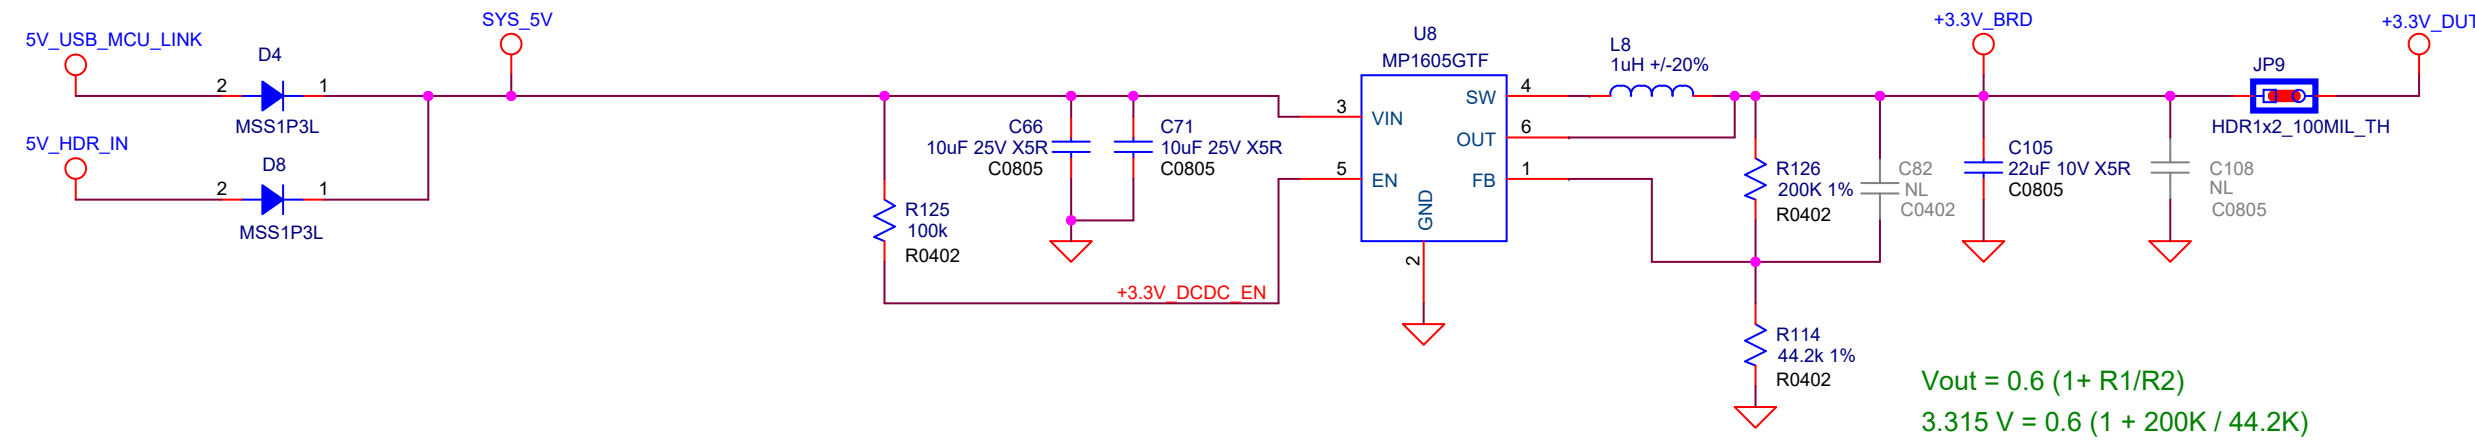 5V_USB_MCU_LINK
D4
2
1
MSS1P3L
5V_HDR_IN
D8
2
1
MSS1P3L
SYS_5V
R125
100k
R0402
C66
10uF 25V X5R
C0805
C71
10uF 25V X5R
C0805
+3.3V_DCDC_EN
U8
MP1605GTF
3
VIN
5
EN
SW
4
OUT
6
FB
1
GND
2
L8
1uH +/-20%
R126
200K 1%
R0402
C82
NL
C0402
R114
44.2k 1%
R0402
+3.3V_BRD
C105
22uF 10V X5R
C0805
C108
NL
C0805
JP9
HDR1x2_100MIL_TH
+3.3V_DUT
Vout = 0.6 (1+ R1/R2)
3.315 V = 0.6 (1 + 200K / 44.2K)